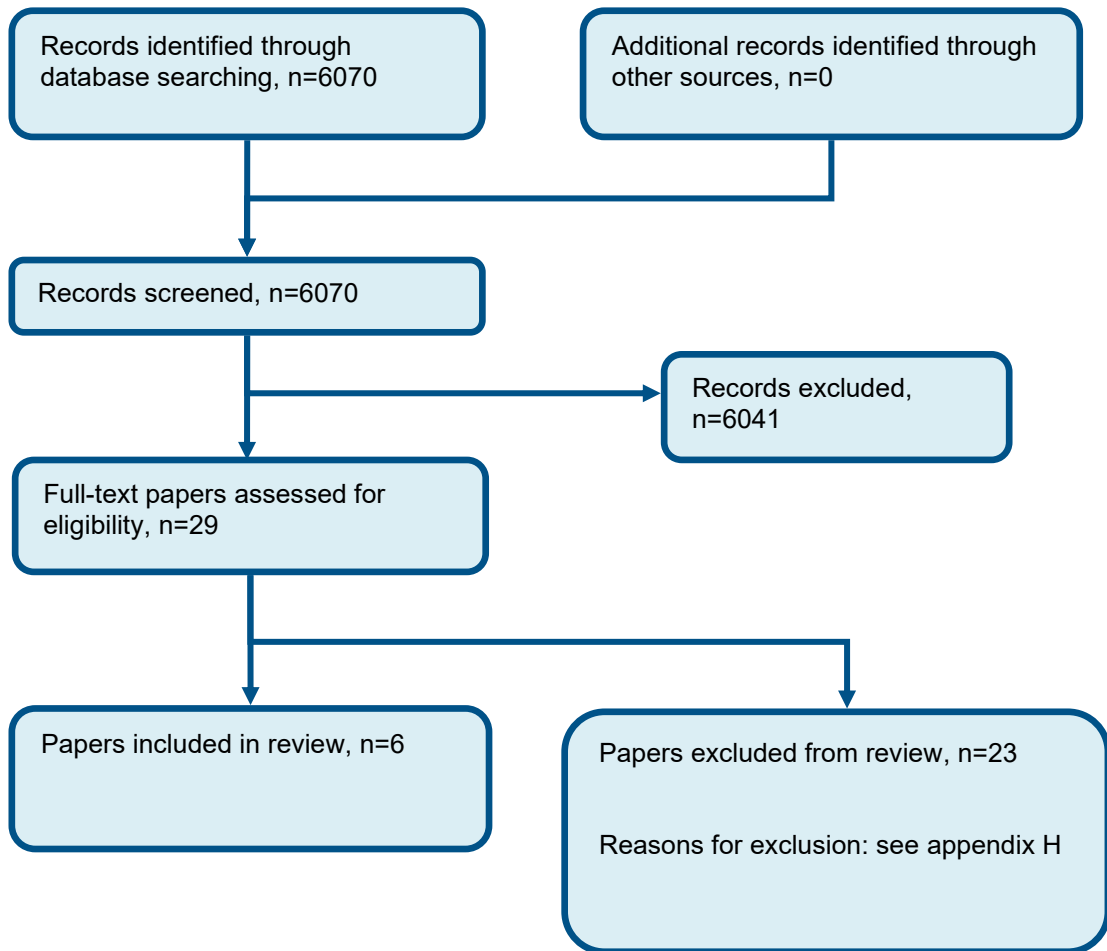 Records identified through
database searching, n=6070
Additional records identified through
other sources, n=0
Records screened, n=6070
Records excluded,
n=6041
Full-text papers assessed for
eligibility, n=29
Papers included in review, n=6
Papers excluded from review, n=23
Reasons for exclusion: see appendix H